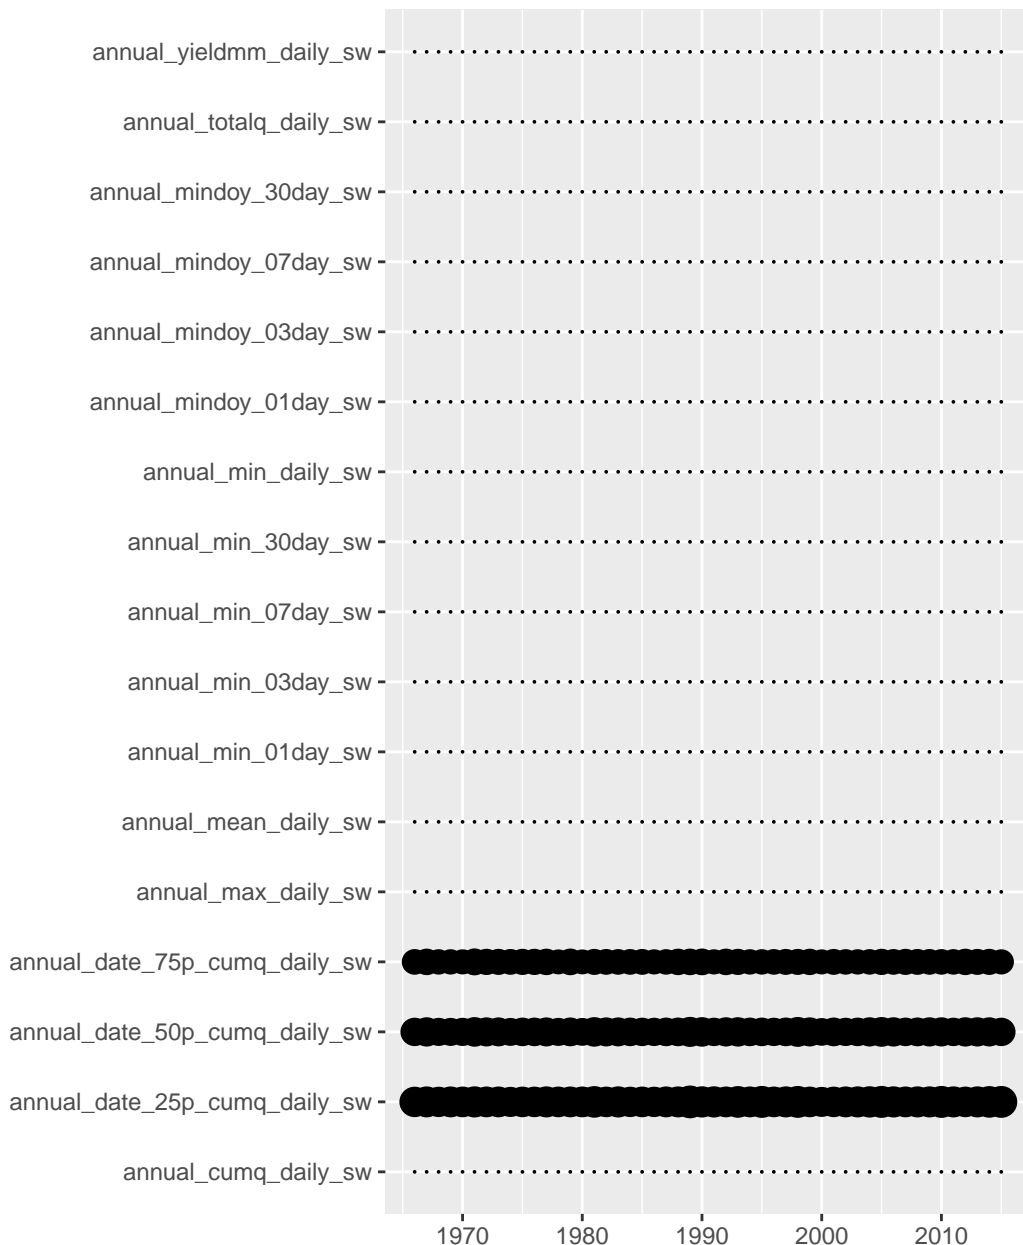 annual_yieldmm_daily_sw
annual_totalq_daily_sw
annual_mindoy_30day_sw
annual_mindoy_07day_sw
annual_mindoy_03day_sw
annual_mindoy_01day_sw
annual_min_daily_sw
annual_min_30day_sw
annual_min_07day_sw
annual_min_03day_sw
annual_min_01day_sw
annual_mean_daily_sw
annual_max_daily_sw
annual_date_75p_cumq_daily_sw
annual_date_50p_cumq_daily_sw
annual_date_25p_cumq_daily_sw
annual_cumq_daily_sw
1970 1980 1990 2000 2010